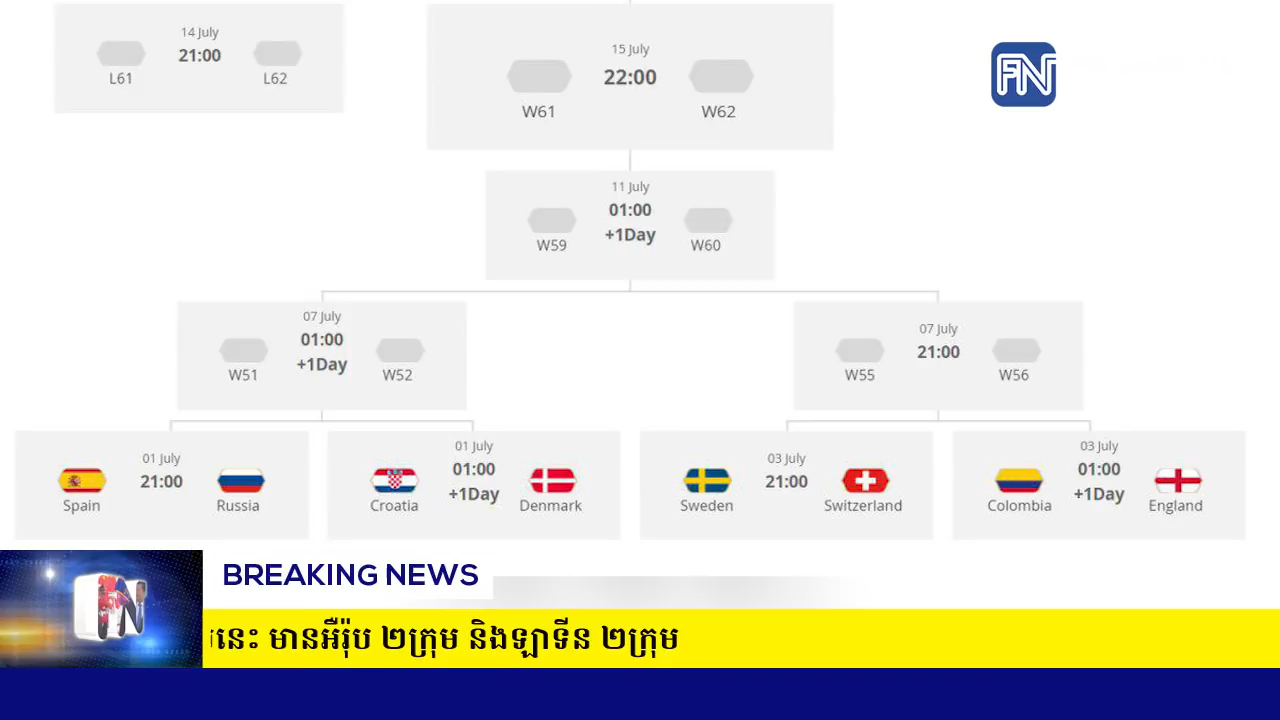 14 July
21:00
L61
L62
15 July
22:00
W61
W62
FN
11 July
01:00
+1Day
W59
W60
07 July
01:00
+1Day
W51
W52
07 July
21:00
W55
W56
01 July
21:00
Spain
Russia
01 July
01:00
+1Day
Croatia
Denmark
03 July
21:00
Sweden
Switzerland
03 July
01:00
+1Day
Colombia
England
FN
BREAKING NEWS
នេះ មានអឺរ៉ុប ២ក្រុម និងឡាទីន ២ក្រុម